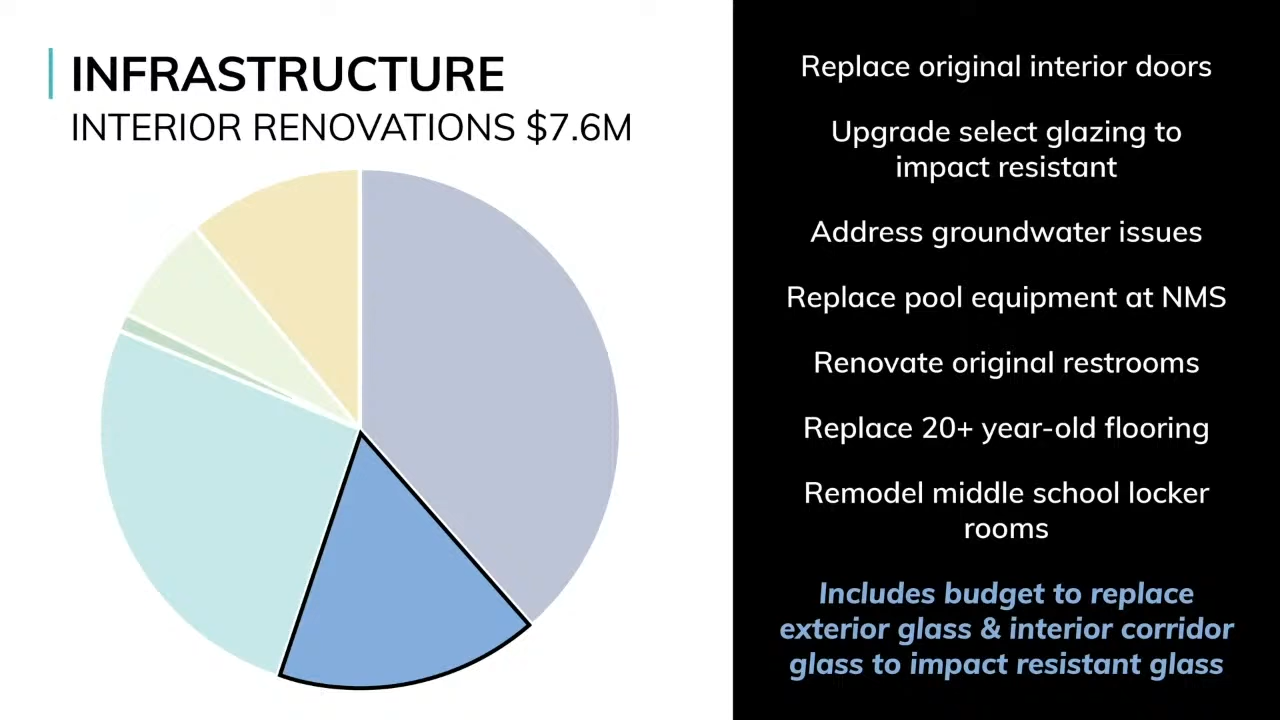 INFRASTRUCTURE
INTERIOR RENOVATIONS $7.6M
Replace original interior doors
Upgrade select glazing to
impact resistant
Address groundwater issues
Replace pool equipment at NMS
Renovate original restrooms
Replace 20+ year-old flooring
Remodel middle school locker
rooms
Includes budget to replace
exterior glass & interior corridor
glass to impact resistant glass